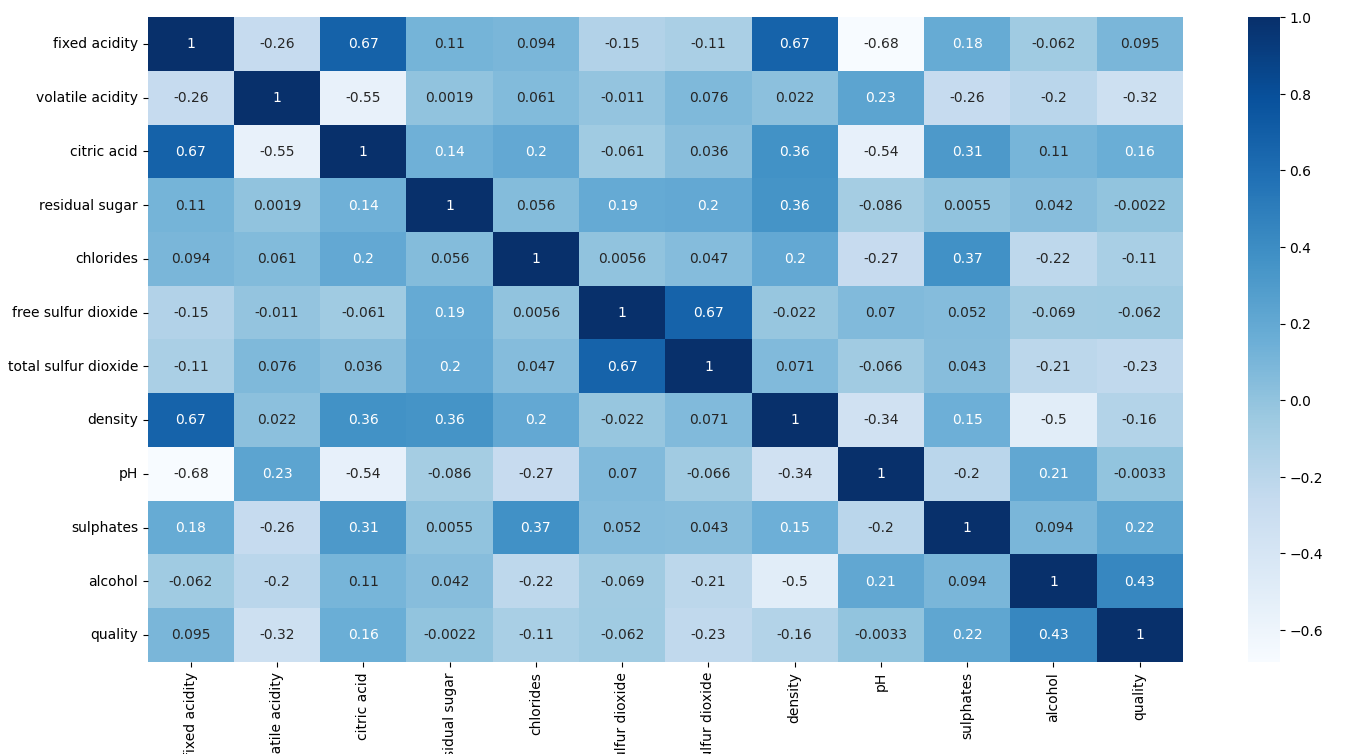 fixed acidity 1 -0.26 0.67 0.11 0.094 -0.15 -0.11 0.67 -0.68 0.18 -0.062 0.095
volatile acidity -0.26 1 -0.55 0.0019 0.061 -0.011 0.076 0.022 0.23 -0.26 -0.2 -0.32
citric acid 0.67 -0.55 1 0.14 0.2 -0.061 0.036 0.36 -0.54 0.31 0.11 0.16
residual sugar 0.11 0.0019 0.14 1 0.056 0.19 0.2 0.36 -0.086 0.0055 0.042 -0.0022
chlorides 0.094 0.061 0.2 0.056 1 0.0056 0.047 0.2 -0.27 0.37 -0.22 -0.11
free sulfur dioxide -0.15 -0.011 -0.061 0.19 0.0056 1 0.67 -0.022 0.07 0.052 -0.069 -0.062
total sulfur dioxide -0.11 0.076 0.036 0.2 0.047 0.67 1 0.071 -0.066 0.043 -0.21 -0.23
density 0.67 0.022 0.36 0.36 0.2 -0.022 0.071 1 -0.34 0.15 -0.5 -0.16
pH -0.68 0.23 -0.54 -0.086 -0.27 0.07 -0.066 -0.34 1 -0.2 0.21 -0.0033
sulphates 0.18 -0.26 0.31 0.0055 0.37 0.052 0.043 0.15 -0.2 1 0.094 0.22
alcohol -0.062 -0.2 0.11 0.042 -0.22 -0.069 -0.21 -0.5 0.21 0.094 1 0.43
quality 0.095 -0.32 0.16 -0.0022 -0.11 -0.062 -0.23 -0.16 -0.0033 0.22 0.43 1
fixed acidity
atile acidity
citric acid
sidual sugar
chlorides
ulfur dioxide
ulfur dioxide
density
pH
sulphates
alcohol
quality
1.0
0.8
0.6
0.4
0.2
0.0
−0.2
−0.4
−0.6